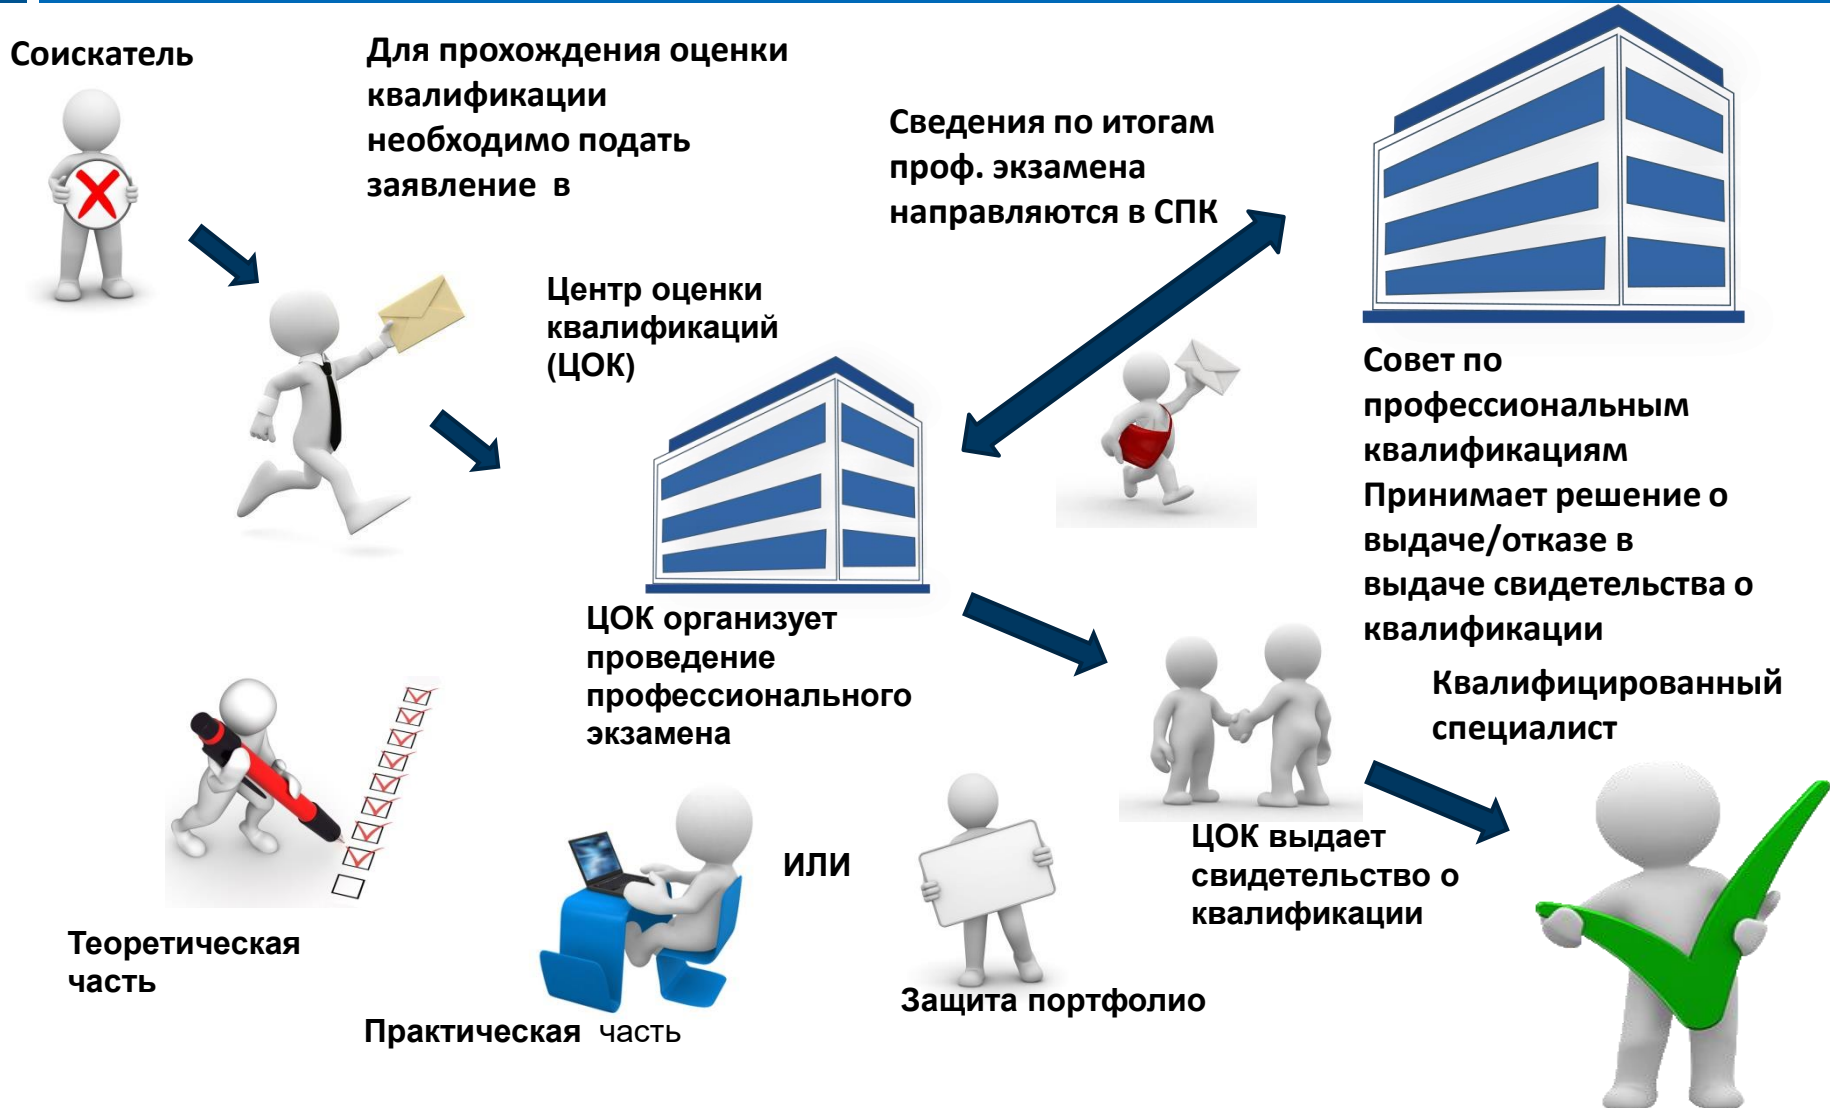 Соискатель
Для прохождения оценки
квалификации
необходимо подать
заявление в
Сведения по итогам
проф. экзамена
направляются в СПК
Центр оценки
квалификаций
(ЦОК)
Совет по
профессиональным
квалификациям
Принимает решение о
выдаче/отказе в
выдаче свидетельства о
квалификации
ЦОК организует
проведение
профессионального
экзамена
Квалифицированный
специалист
ИЛИ
ЦОК выдает
свидетельство о
квалификации
Теоретическая
часть
Практическая часть
Защита портфолио